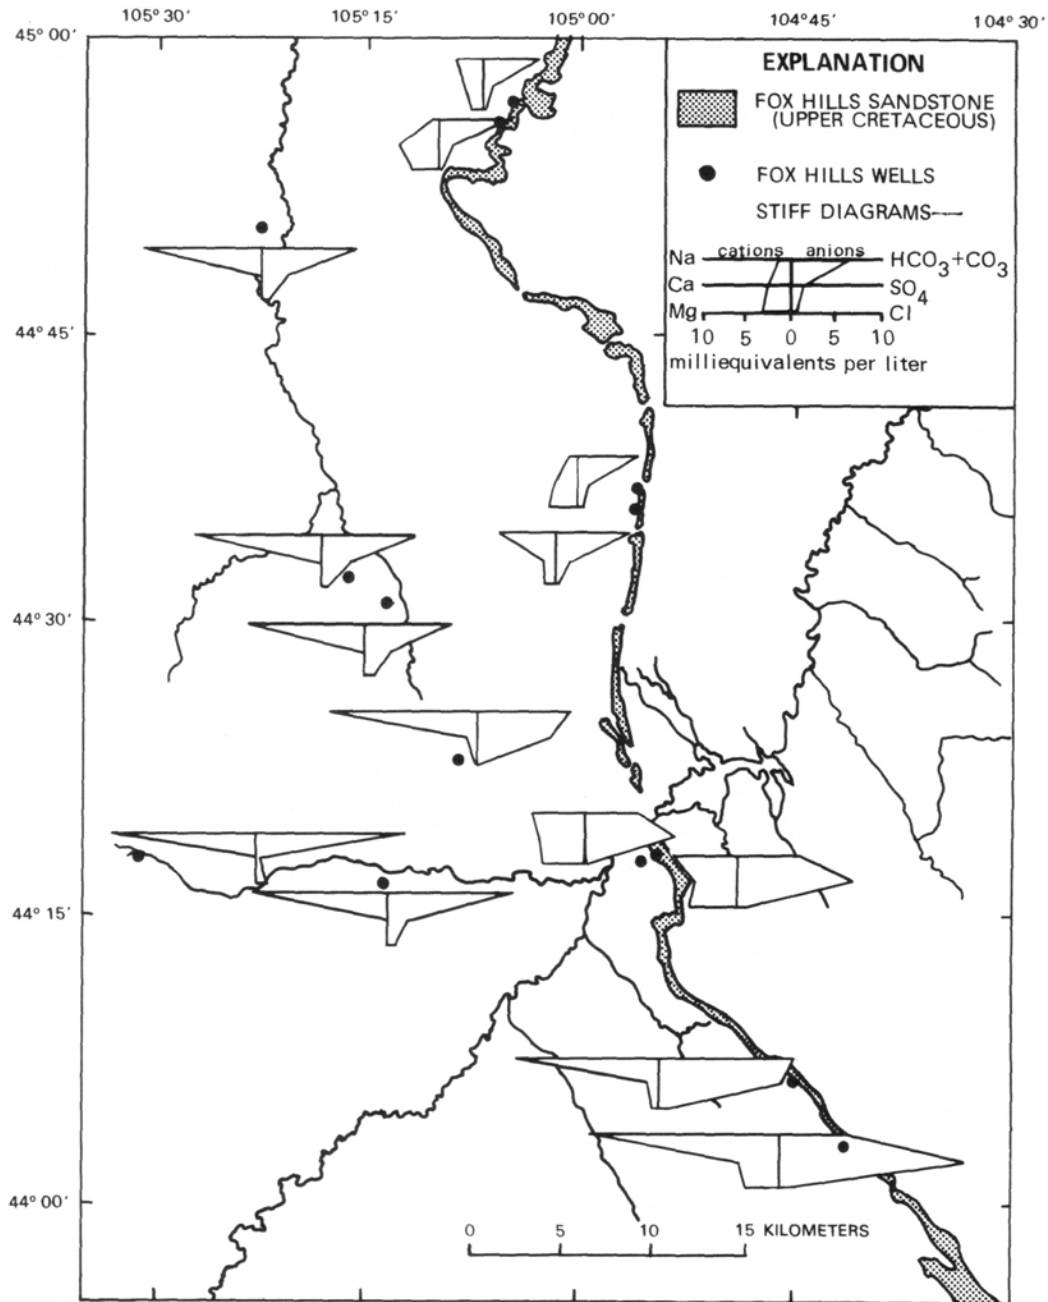 105° 30′ 105° 15′ 105° 00′ 104° 45′ 104° 30′
45° 00′
EXPLANATION
FOX HILLS SANDSTONE
(UPPER CRETACEOUS)
FOX HILLS WELLS
STIFF DIAGRAMS—
cations anions
Na HCO3+CO3
Ca SO4
Mg Cl
10 5 0 5 10
milliequivalents per liter
44° 45′
44° 30′
44° 15′
44° 00′
0 5 10 15 KILOMETERS